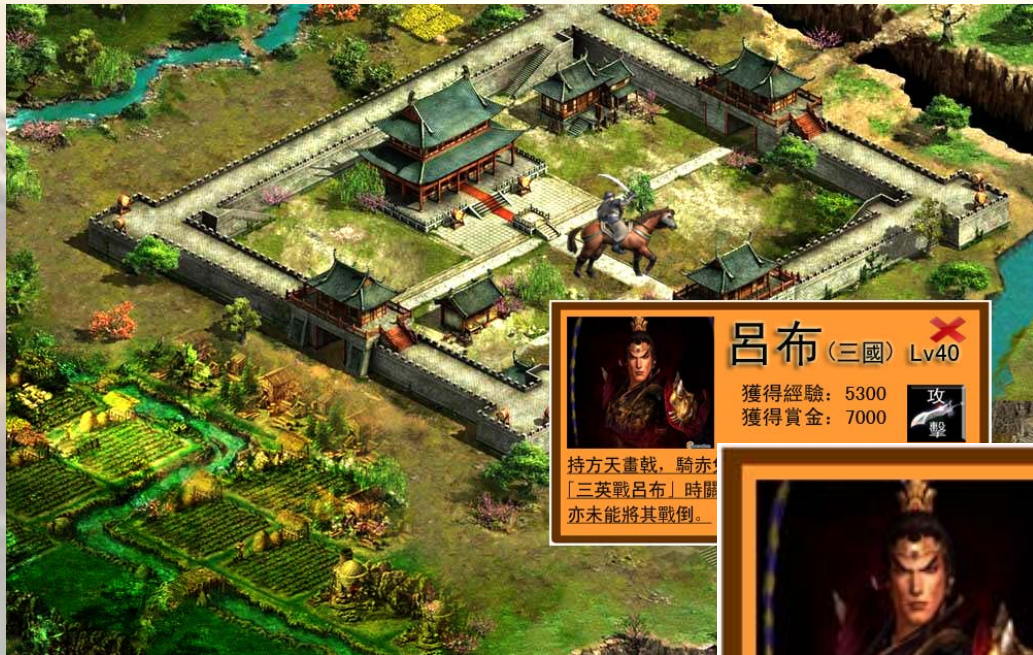 呂布（三國） Lv40
獲得經驗：5300
獲得賞金：7000
攻
擊
持方天畫戟，騎赤
「三英戰呂布」時關
亦未能將其戰倒。